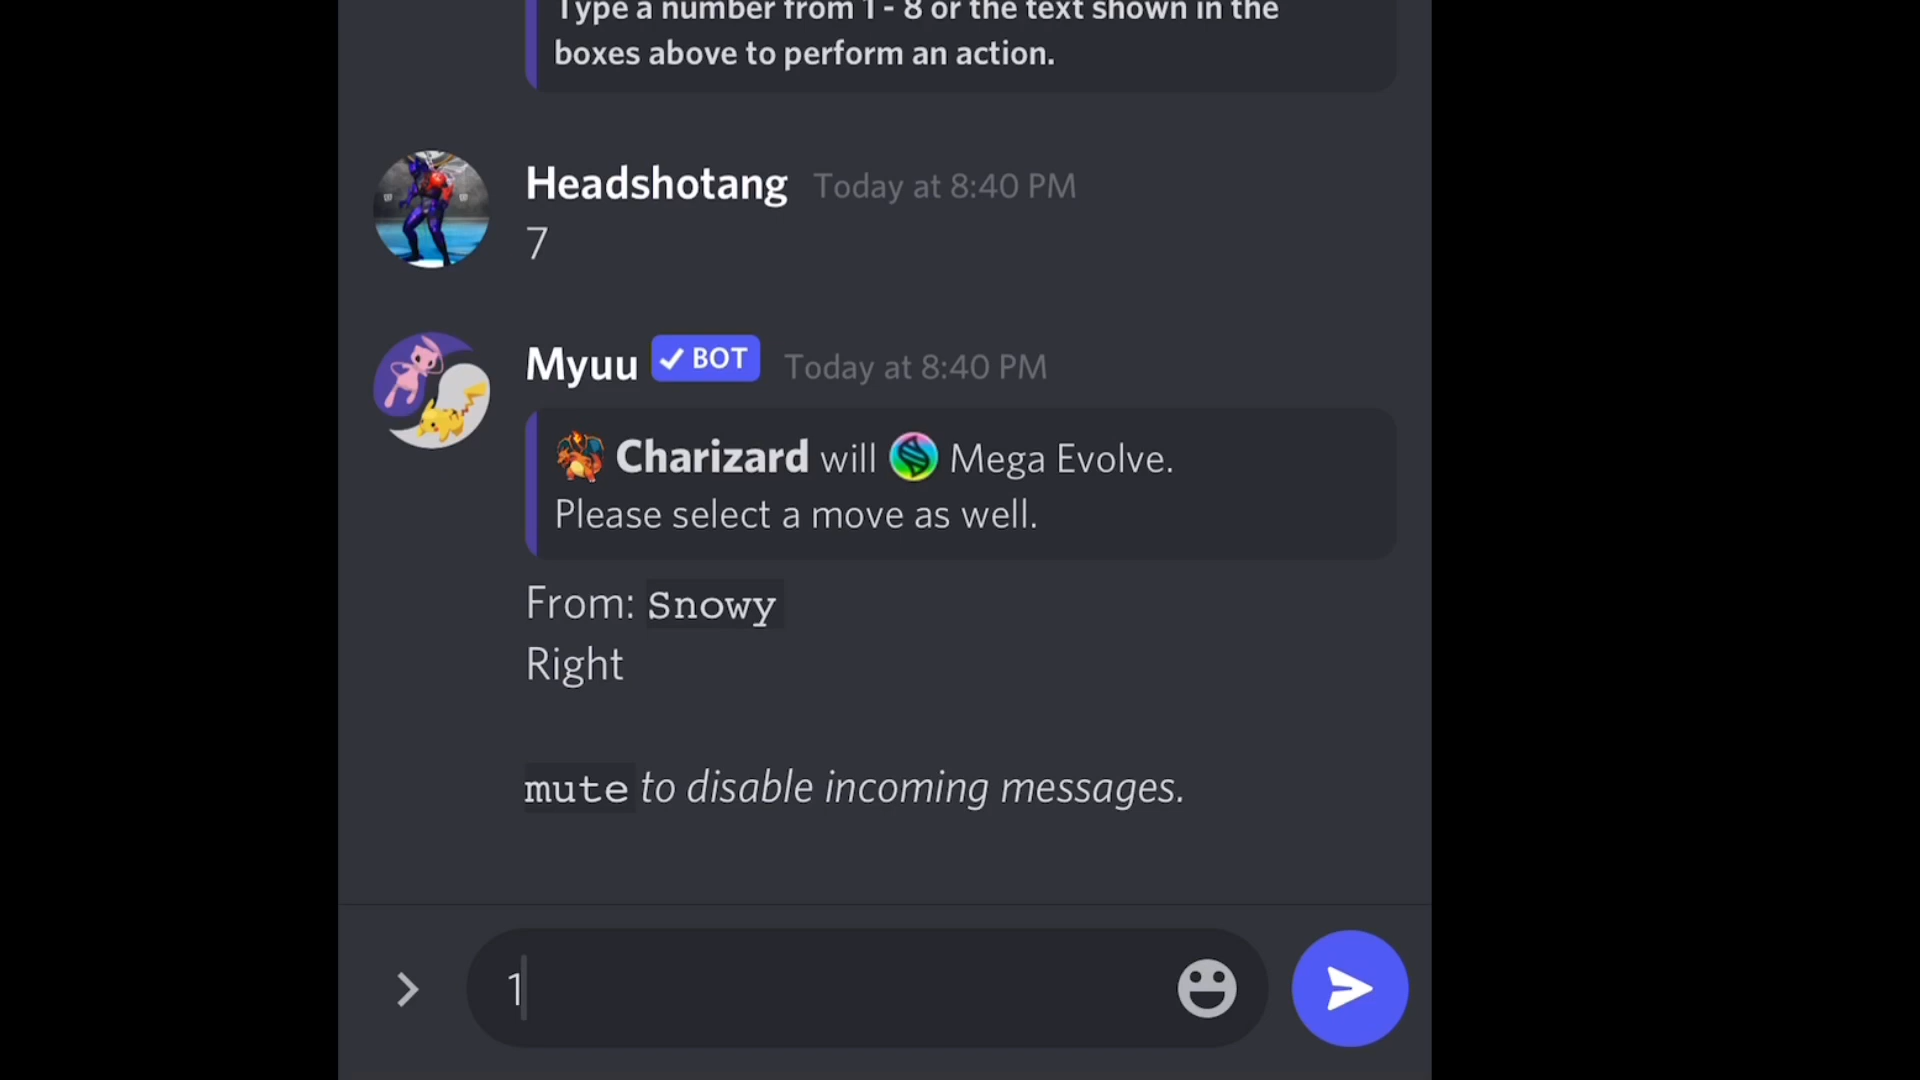 Type a number from 1 - 8 or the text shown in the
boxes above to perform an action.
Headshotang Today at 8:40 PM
7
Myuu BOT Today at 8:40 PM
Charizard will Mega Evolve.
Please select a move as well.
From: Snowy
Right
mute to disable incoming messages.
1